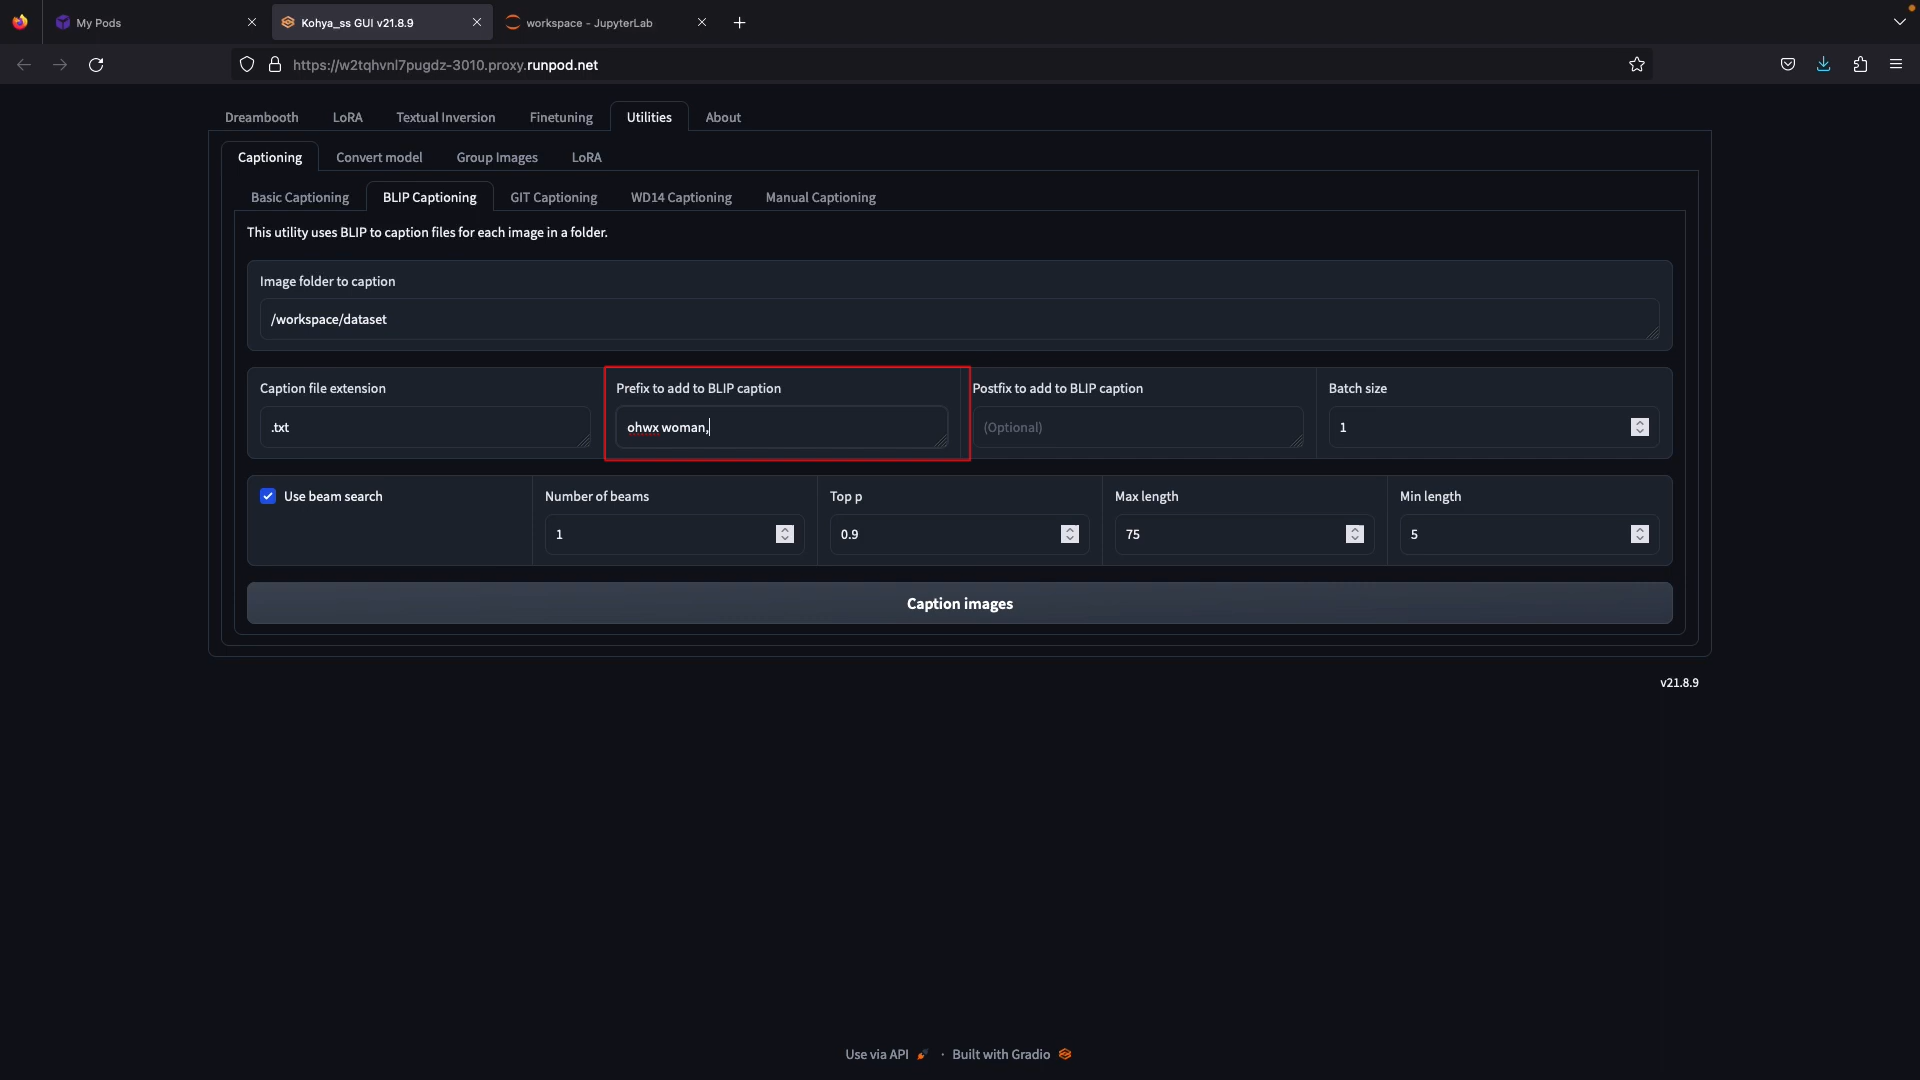 My Pods
Kohya_ss GUI v21.8.9
workspace - JupyterLab
https://w2tqhvnl7pugdz-3010.proxy.runpod.net
Dreambooth LoRA Textual Inversion Finetuning Utilities About
Captioning Convert model Group Images LoRA
Basic Captioning BLIP Captioning GIT Captioning WD14 Captioning Manual Captioning
This utility uses BLIP to caption files for each image in a folder.
Image folder to caption
/workspace/dataset
Caption file extension
.txt
Prefix to add to BLIP caption
ohwx woman,
Postfix to add to BLIP caption
(Optional)
Batch size
1
Use beam search
Number of beams
1
Top p
0.9
Max length
75
Min length
5
Caption images
v21.8.9
Use via API · Built with Gradio